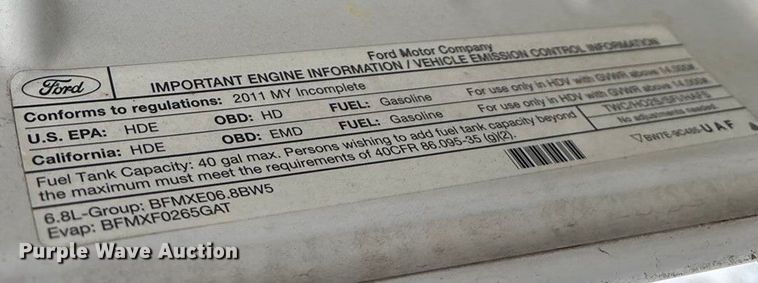 Ford
Ford Motor Company
IMPORTANT ENGINE INFORMATION / VEHICLE EMISSION CONTROL INFORMATION
Conforms to regulations: 2011 MY Incomplete
U.S. EPA: HDE OBD: HD FUEL: Gasoline For use only in HDV with GVWR above 14,000#
California: HDE OBD: EMD FUEL: Gasoline For use only in HDV with GVWR above 14,000#
Fuel Tank Capacity: 40 gal max. Persons wishing to add fuel tank capacity beyond
the maximum must meet the requirements of 40CFR 86.095-35 (g)(2).
TWC/HO2S/SFI/HAFS
No adjustments needed.
6.8L-Group: BFMXE06.8BW5
Evap: BFMXF0265GAT
UAF
Purple Wave Auction